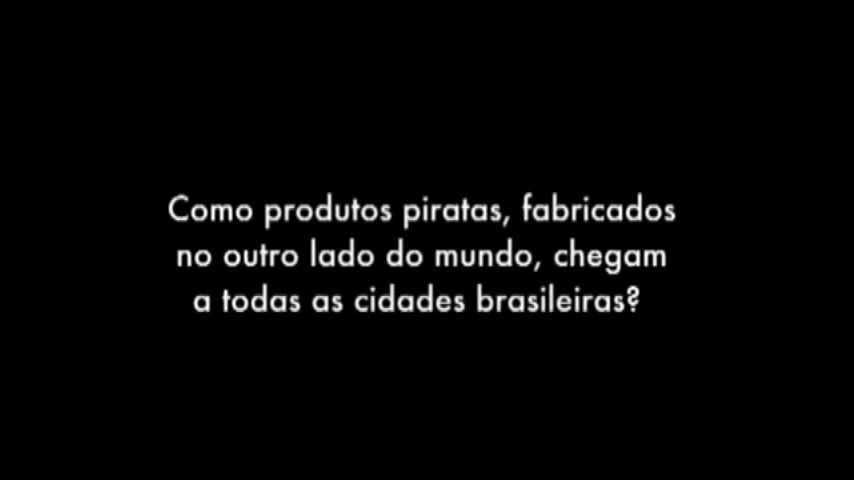 Como produtos piratas, fabricados
no outro lado do mundo, chegam
a todas as cidades brasileiras?